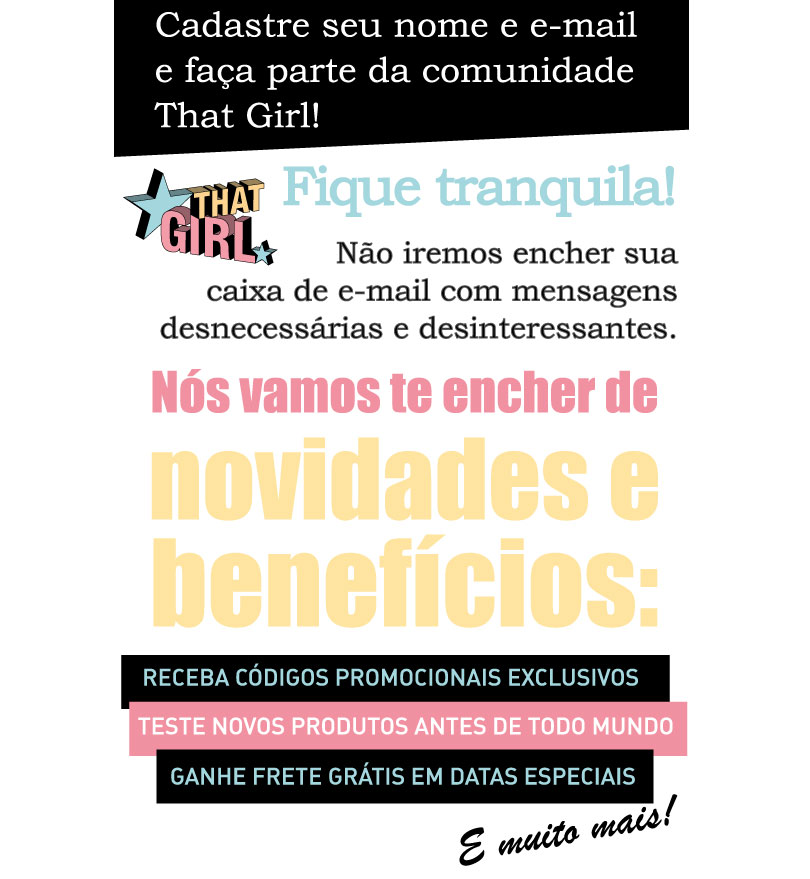 Cadastre seu nome e e-mail
e faça parte da comunidade
That Girl!
THAT
GIRL
Fique tranquila!
Não iremos encher sua
caixa de e-mail com mensagens
desnecessárias e desinteressantes.
Nós vamos te encher de
novidades e
benefícios:
RECEBA CÓDIGOS PROMOCIONAIS EXCLUSIVOS
TESTE NOVOS PRODUTOS ANTES DE TODO MUNDO
GANHE FRETE GRÁTIS EM DATAS ESPECIAIS
E muito mais!